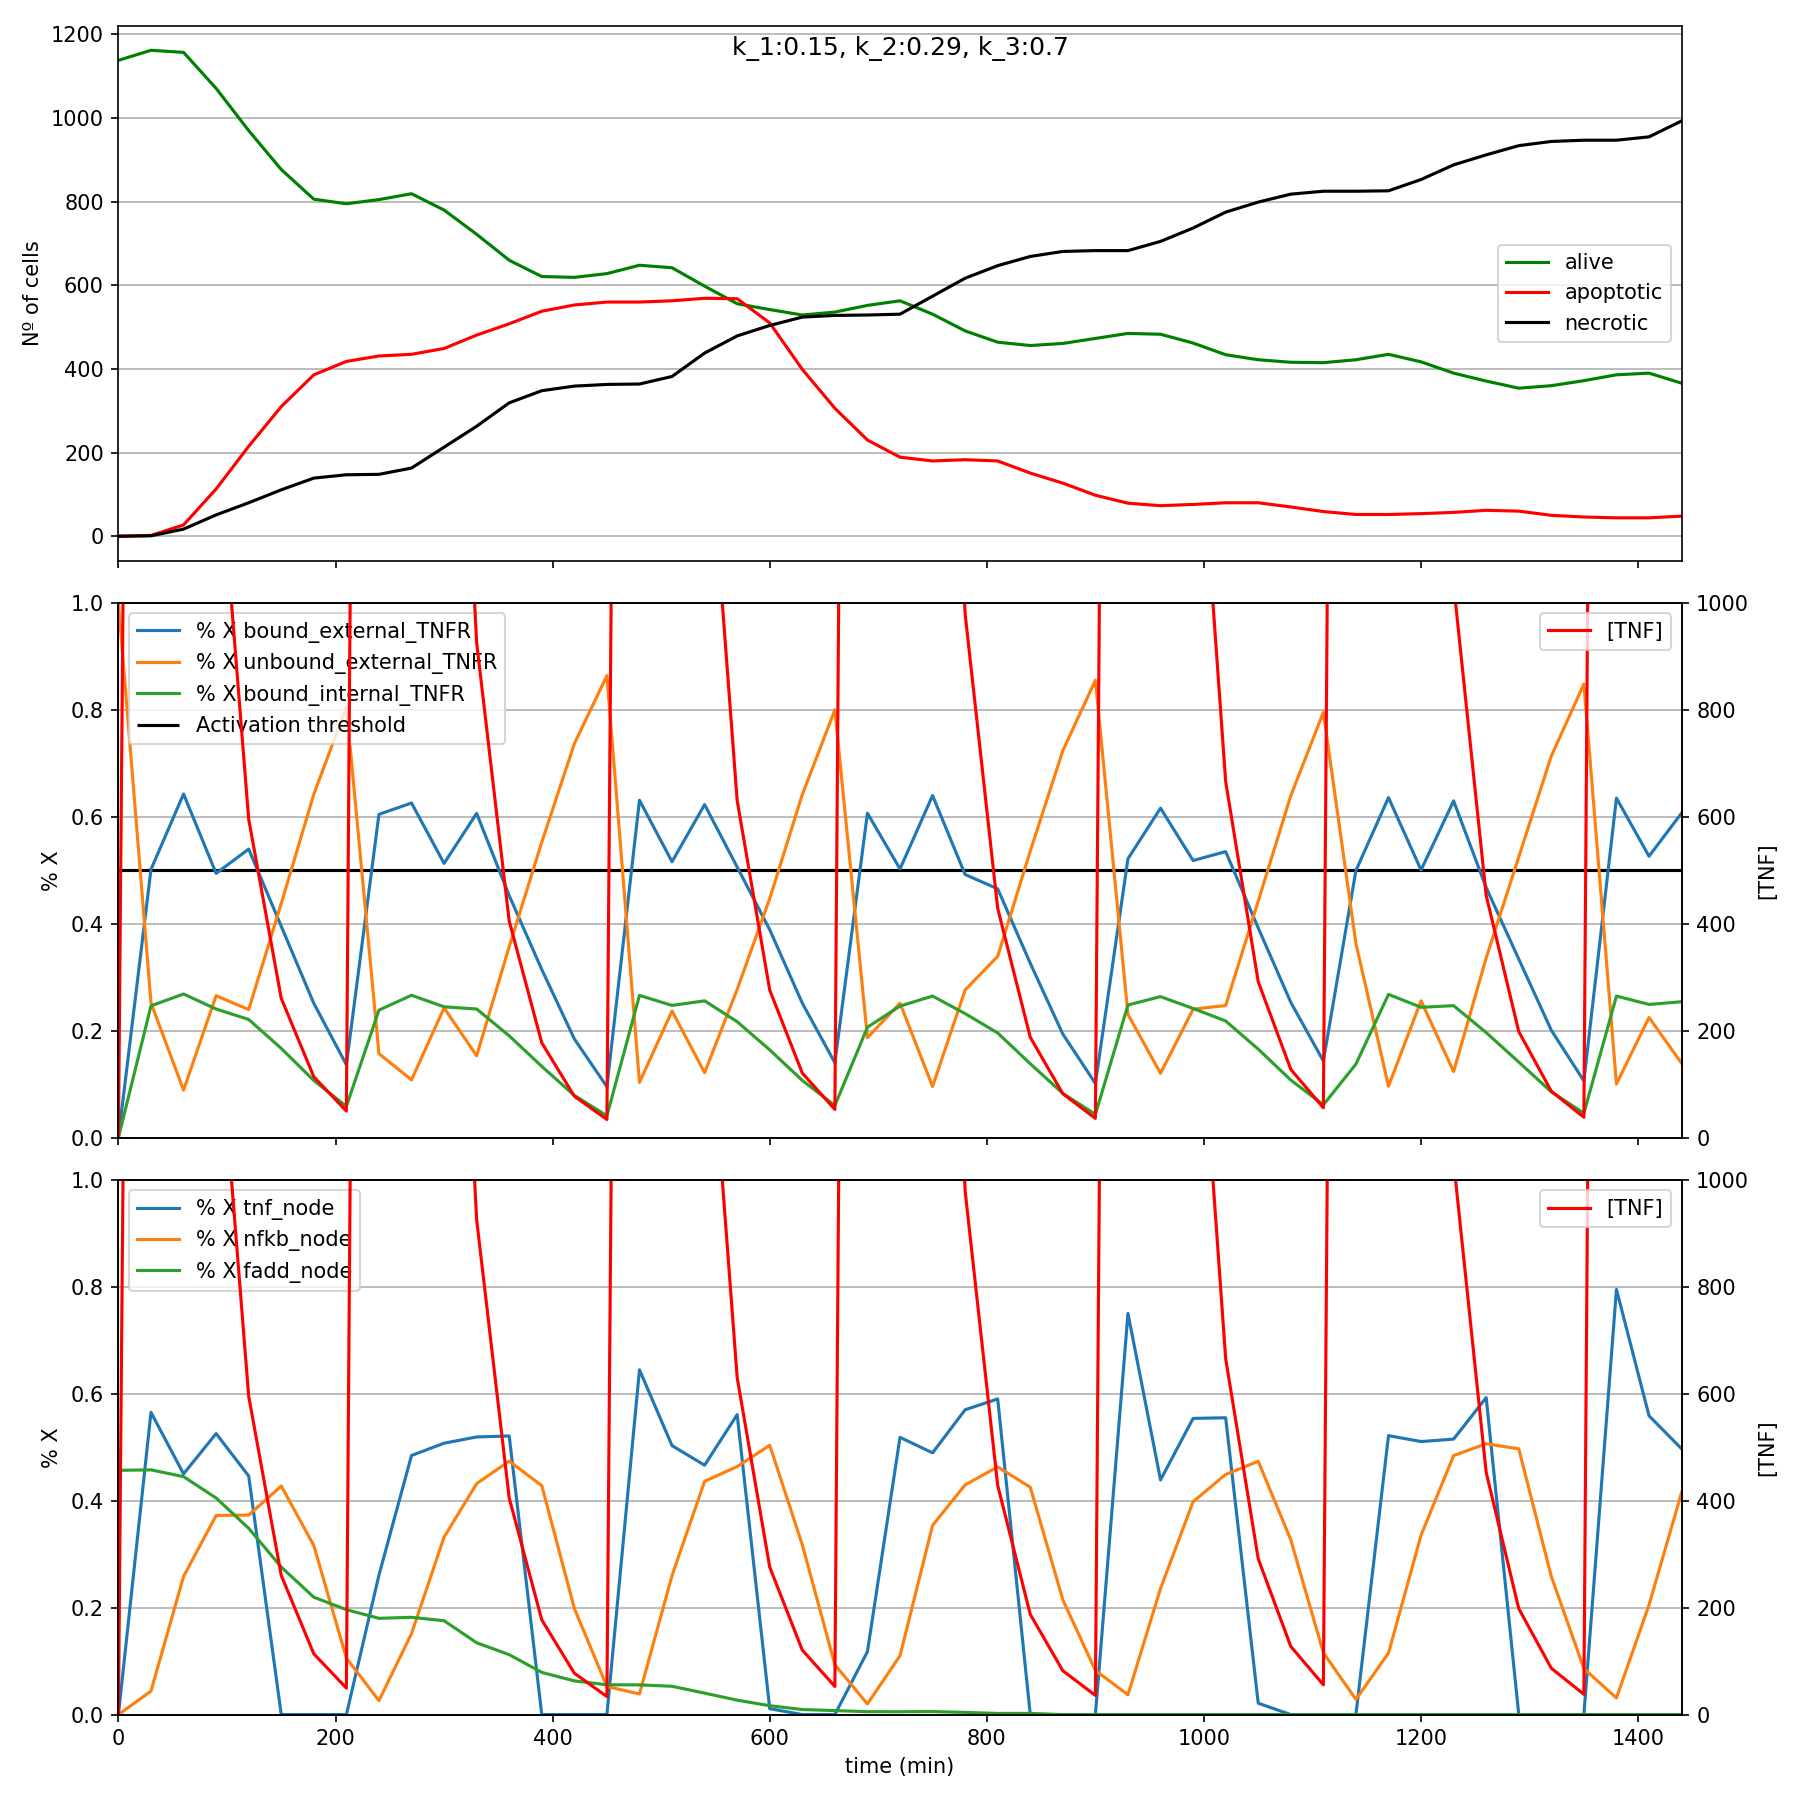 k_1:0.15, k_2:0.29, k_3:0.7
1200
1000
800
600
400
200
0
Nº of cells
alive
apoptotic
necrotic
1.0
0.8
0.6
0.4
0.2
0.0
% X
% X bound_external_TNFR
% X unbound_external_TNFR
% X bound_internal_TNFR
Activation threshold
[TNF]
1000
800
600
400
200
0
[TNF]
1.0
0.8
0.6
0.4
0.2
0.0
% X
% X tnf_node
% X nfkb_node
% X fadd_node
[TNF]
1000
800
600
400
200
0
[TNF]
0 200 400 600 800 1000 1200 1400
time (min)